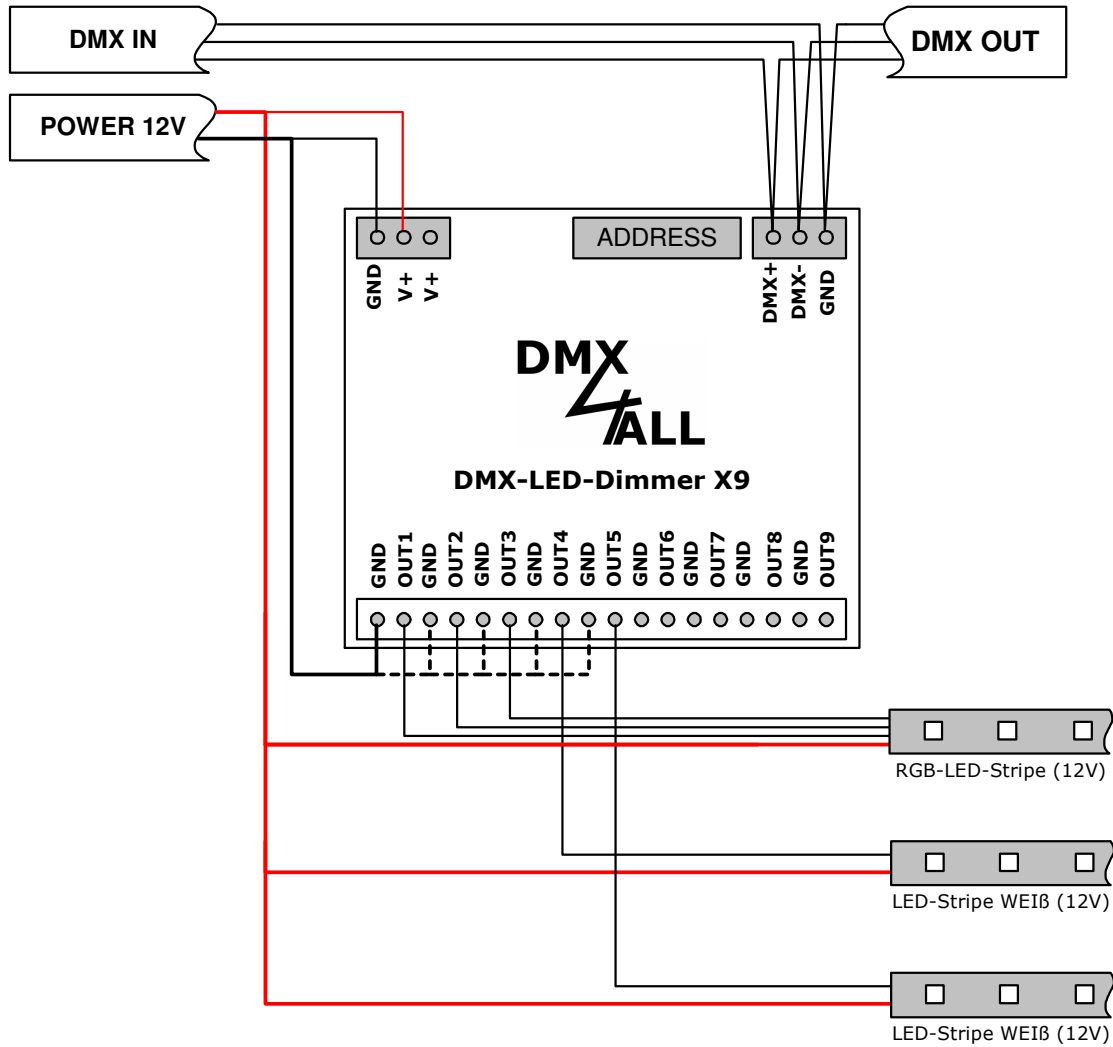 DMX IN
DMX OUT
POWER 12V
ADDRESS
GND
V+
V+
DMX+
DMX-
GND
DMX
4ALL
DMX-LED-Dimmer X9
GND
OUT1
GND
OUT2
GND
OUT3
GND
OUT4
GND
OUT5
GND
OUT6
GND
OUT7
GND
OUT8
GND
OUT9
RGB-LED-Stripe (12V)
LED-Stripe WEIß (12V)
LED-Stripe WEIß (12V)